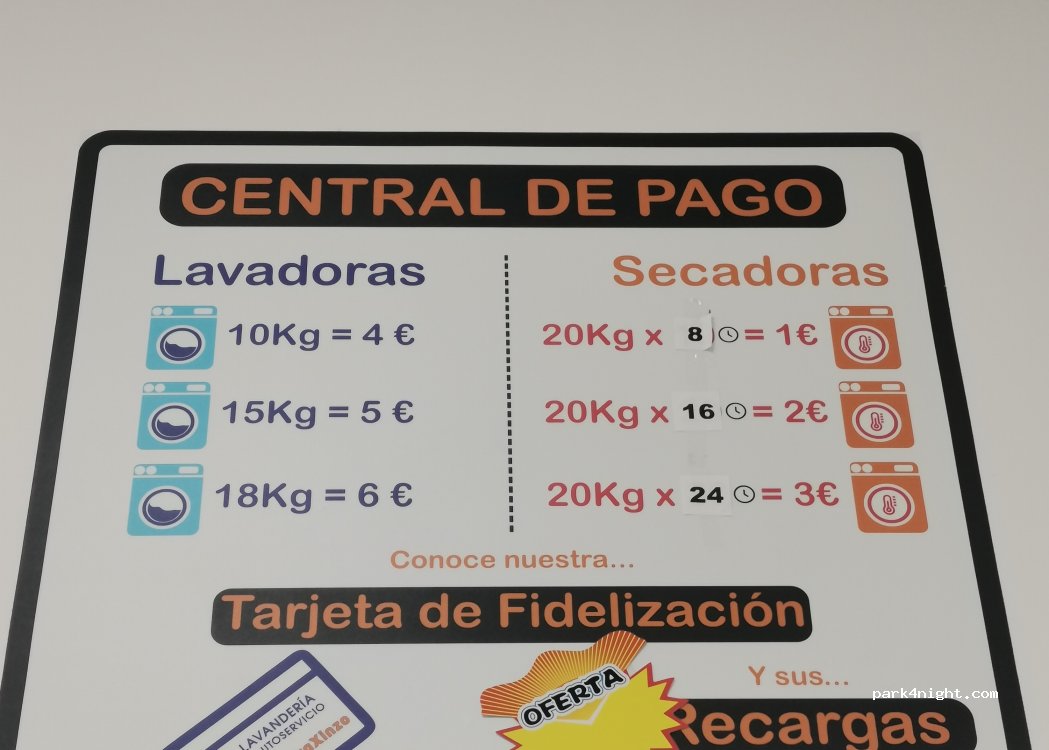 CENTRAL DE PAGO
Lavadoras
10Kg = 4 €
15Kg = 5 €
18Kg = 6 €
Secadoras
20Kg x 8 = 1€
20Kg x 16 = 2€
20Kg x 24 = 3€
Conoce nuestra...
Tarjeta de Fidelización
LAVANDERÍA
AUTOSERVICIO
OFERTA
Y sus...
Recargas
park4night.com